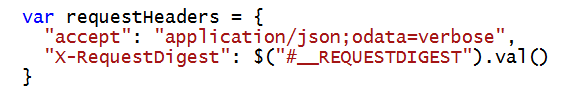 var requestHeaders = {
  "accept": "application/json;odata=verbose",
  "X-RequestDigest": $("#__REQUESTDIGEST").val()
}